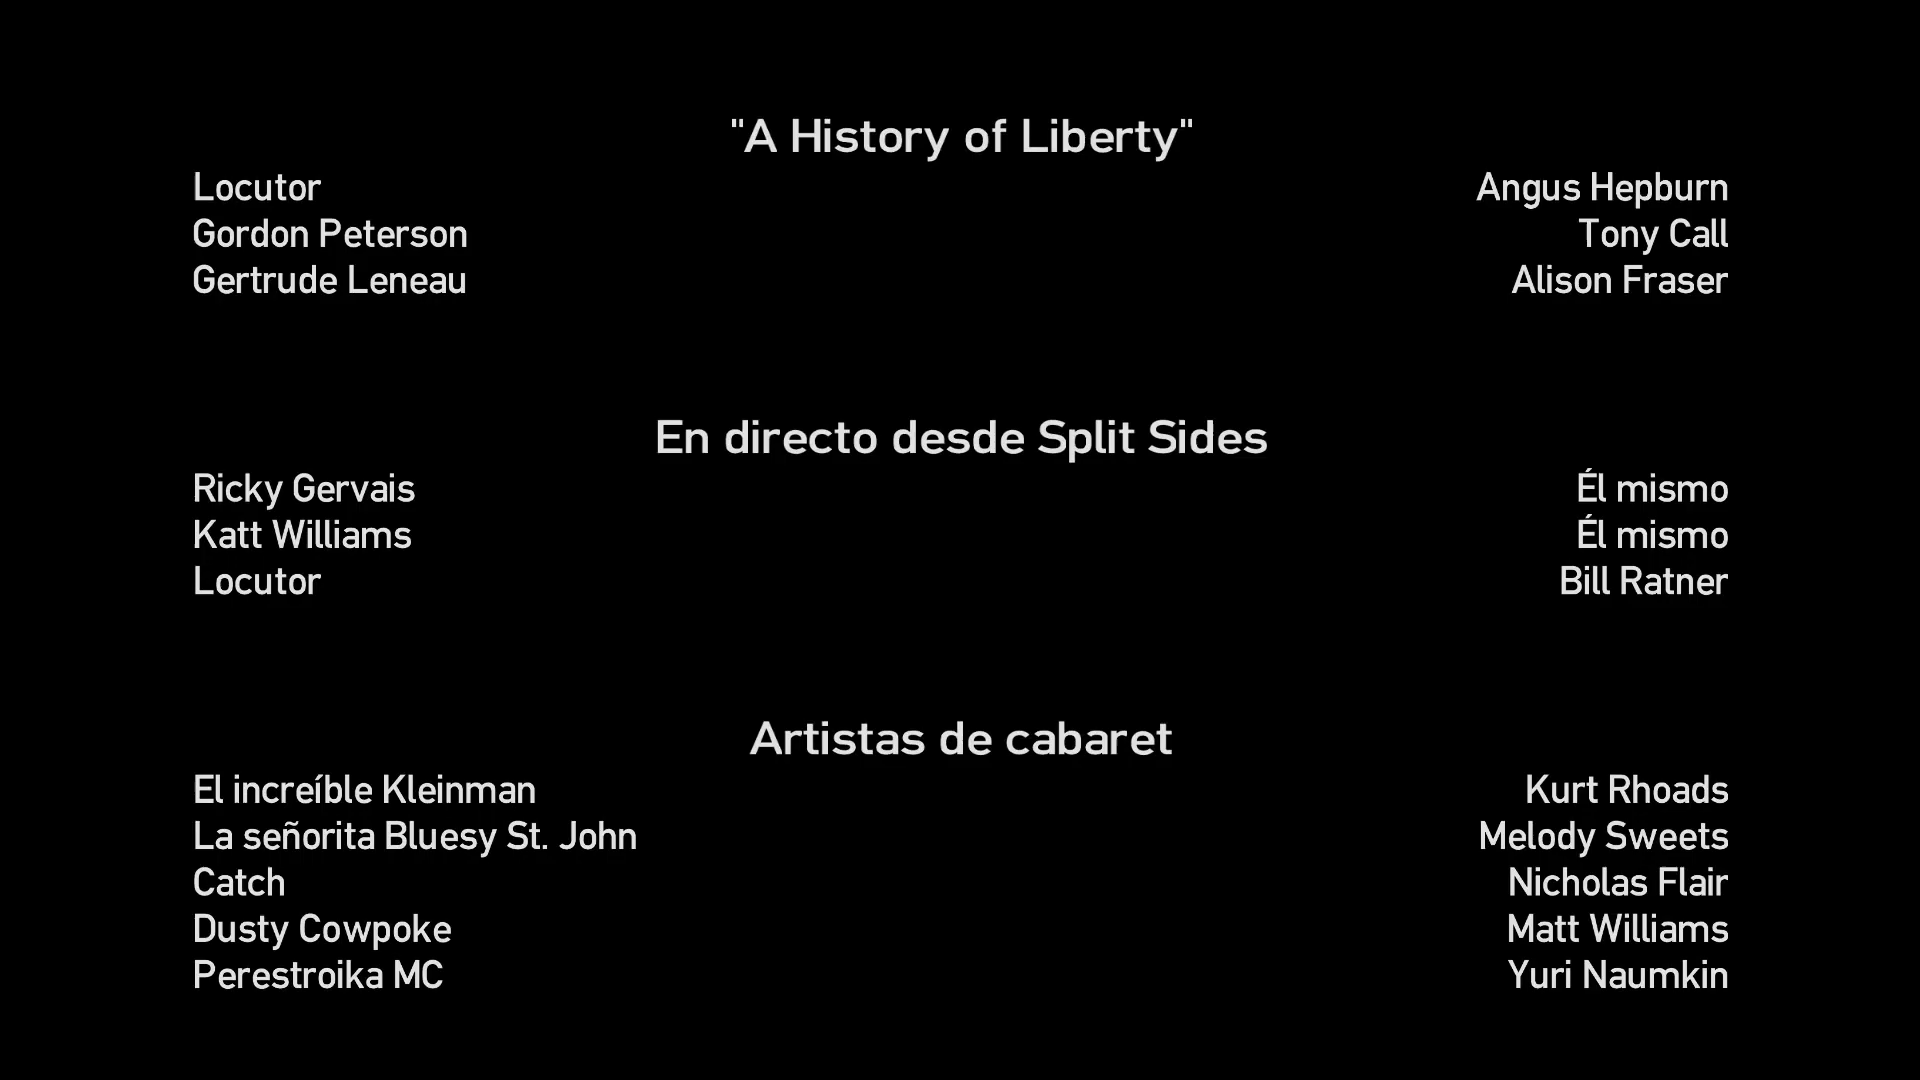 "A History of Liberty"
Locutor Angus Hepburn
Gordon Peterson Tony Call
Gertrude Leneau Alison Fraser
En directo desde Split Sides
Ricky Gervais Él mismo
Katt Williams Él mismo
Locutor Bill Ratner
Artistas de cabaret
El increíble Kleinman Kurt Rhoads
La señorita Bluesy St. John Melody Sweets
Catch Nicholas Flair
Dusty Cowpoke Matt Williams
Perestroika MC Yuri Naumkin